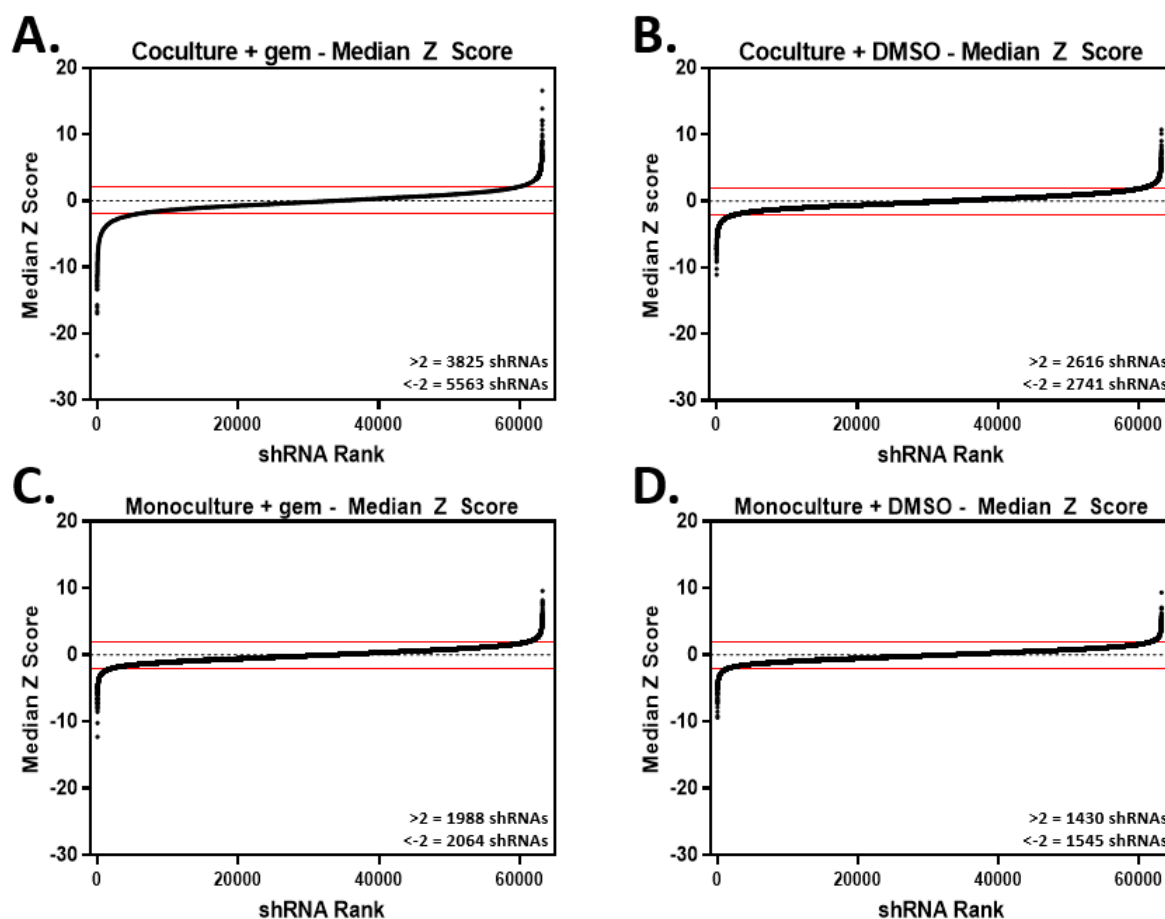 A.
Coculture + gem - Median Z Score
20
10
0
-10
-20
-30
Median Z Score
>2 = 3825 shRNAs
<-2 = 5563 shRNAs
0 20000 40000 60000
shRNA Rank
B.
Coculture + DMSO - Median Z Score
20
10
0
-10
-20
-30
Median Z score
>2 = 2616 shRNAs
<-2 = 2741 shRNAs
0 20000 40000 60000
shRNA Rank
C.
Monoculture + gem - Median Z Score
20
10
0
-10
-20
-30
Median Z Score
>2 = 1988 shRNAs
<-2 = 2064 shRNAs
0 20000 40000 60000
shRNA Rank
D.
Monoculture + DMSO - Median Z Score
20
10
0
-10
-20
-30
Median Z Score
>2 = 1430 shRNAs
<-2 = 1545 shRNAs
0 20000 40000 60000
shRNA Rank